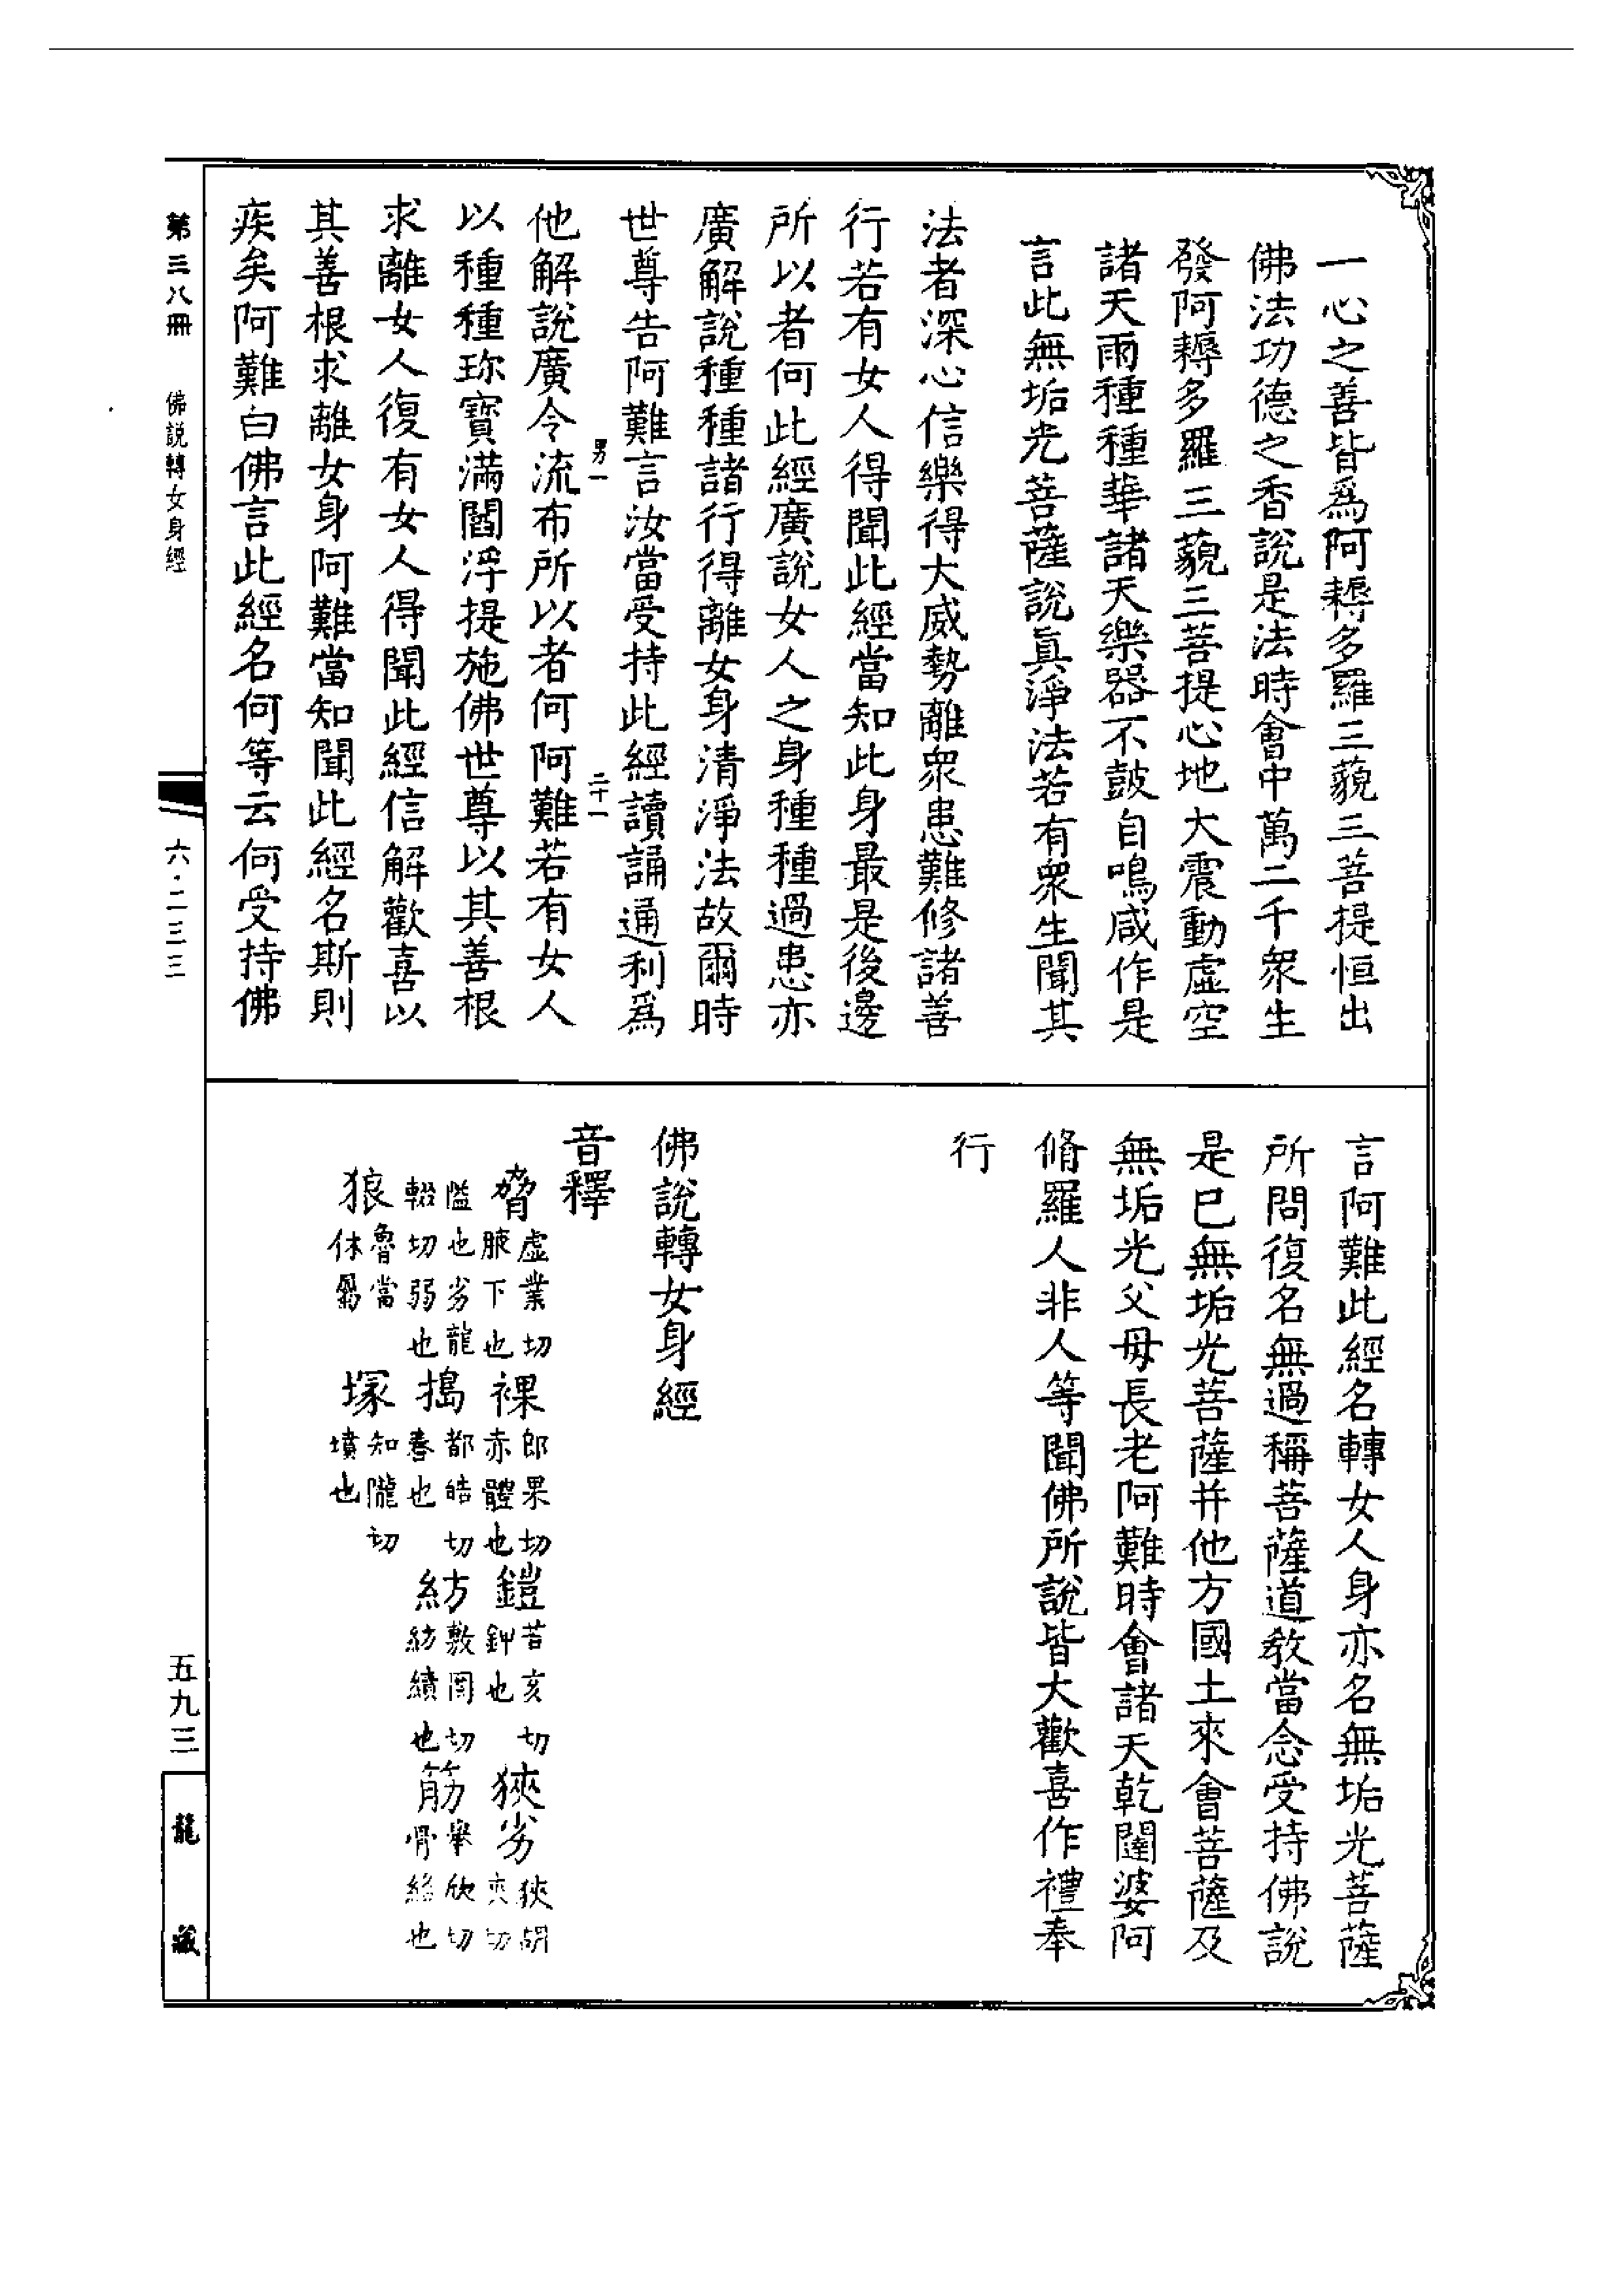 一心之善皆爲阿耨多羅三藐三菩提恒出
佛法功德之香說是法時會中萬二千衆生
發阿耨多羅三藐三菩提心地大震動虛空
諸天雨種種華諸天樂器不鼓自鳴咸作是
言此無垢光菩薩說眞淨法若有衆生聞其
法者深心信樂得大威勢離衆患難修諸善
行若有女人得聞此經當知此身最是後邊
所以者何此經廣說女人之身種種過患亦
廣解說種種諸行得離女身清淨法故爾時
世尊告阿難言汝當受持此經讀誦通利爲
男一 二十一
他解說廣令流布所以者何阿難若有女人
以種種珎寳滿閻浮提施佛世尊以其善根
求離女人復有女人得聞此經信解歡喜以
其善根求離女身阿難當知聞此經名斯則
疾矣阿難白佛言此經名何等云何受持佛
言阿難此經名轉女人身亦名無垢光菩薩
所問復名無過稱菩薩道教當念受持佛說
是已無垢光菩薩并他方國土來會菩薩及
無垢光父母長老阿難時會諸天乾闥婆阿
脩羅人非人等聞佛所說皆大歡喜作禮奉
行
佛說轉女身經
音釋
脅虛業切腋下也 裸郎果切赤體也 鎧苦亥切鉀也 狹劣狹胡夾切
隘也劣龍輟切弱也 擣都皓切舂也 紡敷罔切紡績也 筋舉欣切骨絡也
狼魯當切獸屬 塚知隴切墳也
第三八冊 佛說轉女身經 六·二三三 五九三 龍藏